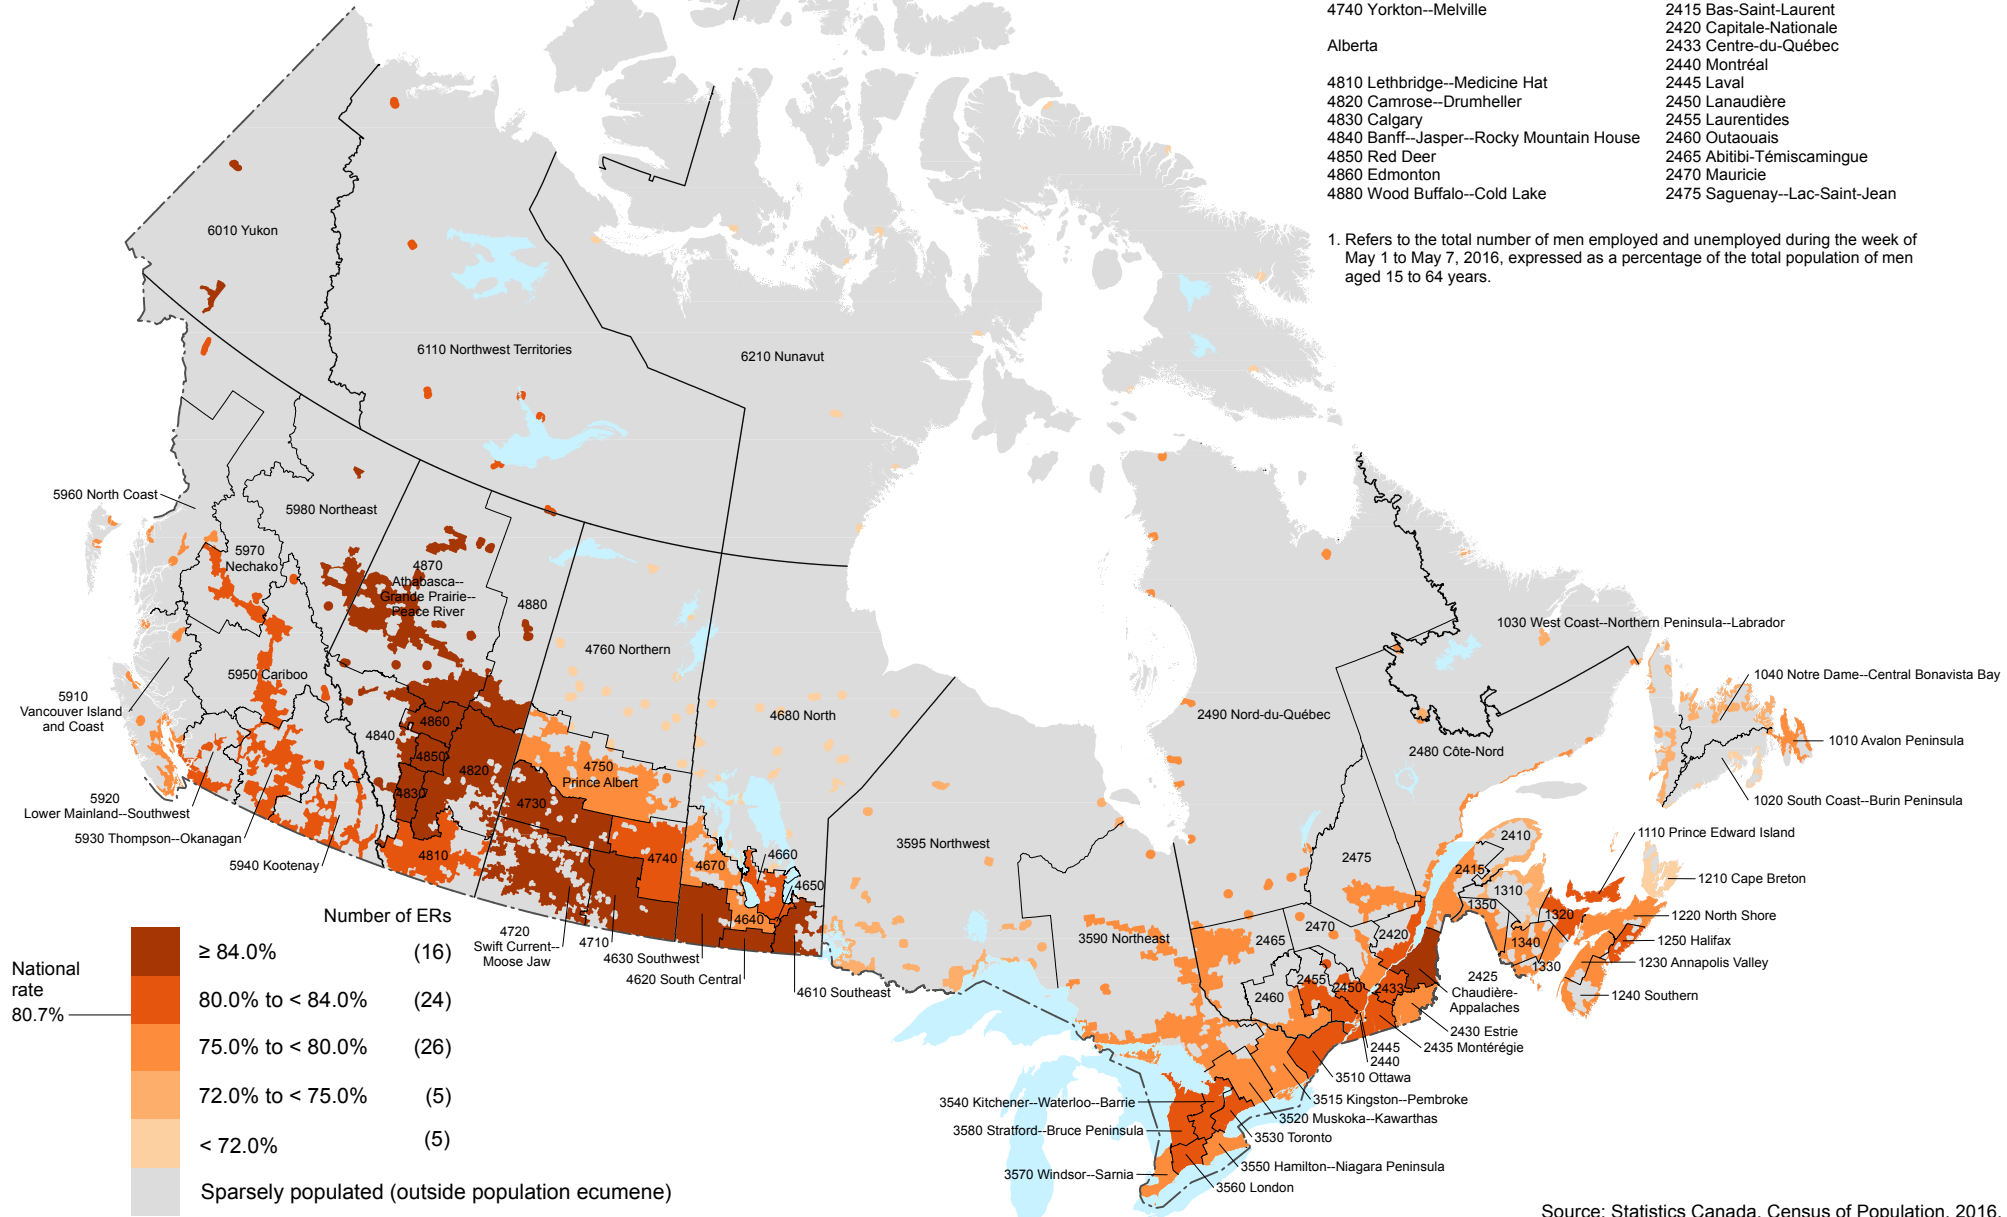 4740 Yorkton--Melville
Alberta
4810 Lethbridge--Medicine Hat
4820 Camrose--Drumheller
4830 Calgary
4840 Banff--Jasper--Rocky Mountain House
4850 Red Deer
4860 Edmonton
4880 Wood Buffalo--Cold Lake
2415 Bas-Saint-Laurent
2420 Capitale-Nationale
2433 Centre-du-Québec
2440 Montréal
2445 Laval
2450 Lanaudière
2455 Laurentides
2460 Outaouais
2465 Abitibi-Témiscamingue
2470 Mauricie
2475 Saguenay--Lac-Saint-Jean
1. Refers to the total number of men employed and unemployed during the week of
May 1 to May 7, 2016, expressed as a percentage of the total population of men
aged 15 to 64 years.
6010 Yukon
6110 Northwest Territories
6210 Nunavut
5960 North Coast
5980 Northeast
5970
Nechako
4870
Athabasca--
Grande Prairie--
Peace River
4880
4760 Northern
5950 Cariboo
5910
Vancouver Island
and Coast
4840
4860
4850
4820
4830
4810
4750
Prince Albert
4730
4740
4680 North
4670
4660
4650
4640
5920
Lower Mainland--Southwest
5930 Thompson--Okanagan
5940 Kootenay
4720
Swift Current--
Moose Jaw
4710
4630 Southwest
4620 South Central
4610 Southeast
3595 Northwest
3590 Northeast
2490 Nord-du-Québec
2480 Côte-Nord
1030 West Coast--Northern Peninsula--Labrador
1040 Notre Dame--Central Bonavista Bay
1010 Avalon Peninsula
1020 South Coast--Burin Peninsula
1110 Prince Edward Island
1210 Cape Breton
1220 North Shore
1250 Halifax
1230 Annapolis Valley
1240 Southern
2410
2415
1310
1350
1320
1340
1330
2475
2470
2465
2420
2455
2450
2433
2460
2425
Chaudière-
Appalaches
2430 Estrie
2435 Montérégie
2445
2440
3510 Ottawa
3515 Kingston--Pembroke
3520 Muskoka--Kawarthas
3530 Toronto
3540 Kitchener--Waterloo--Barrie
3580 Stratford--Bruce Peninsula
3550 Hamilton--Niagara Peninsula
3570 Windsor--Sarnia
3560 London
Number of ERs
National
rate
80.7%
≥ 84.0% (16)
80.0% to < 84.0% (24)
75.0% to < 80.0% (26)
72.0% to < 75.0% (5)
< 72.0% (5)
Sparsely populated (outside population ecumene)
Source: Statistics Canada, Census of Population, 2016.